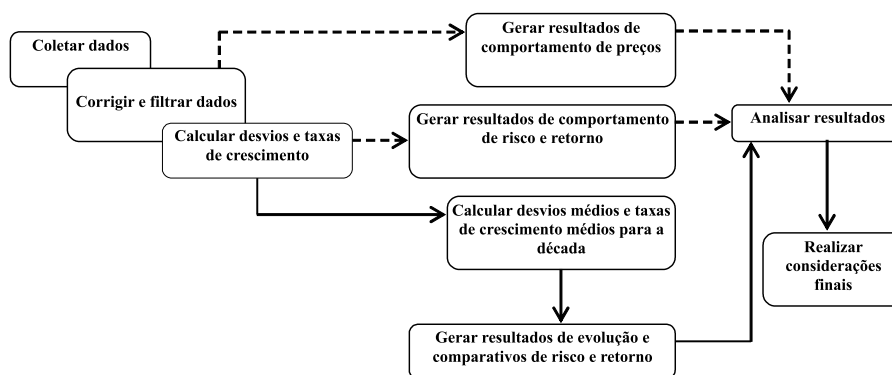 Coletar dados
Corrigir e filtrar dados
Calcular desvios e taxas
de crescimento
Gerar resultados de
comportamento de preços
Gerar resultados de comportamento
de risco e retorno
Calcular desvios médios e taxas
de crescimento médios para a
década
Gerar resultados de evolução e
comparativos de risco e retorno
Analisar resultados
Realizar
considerações
finais